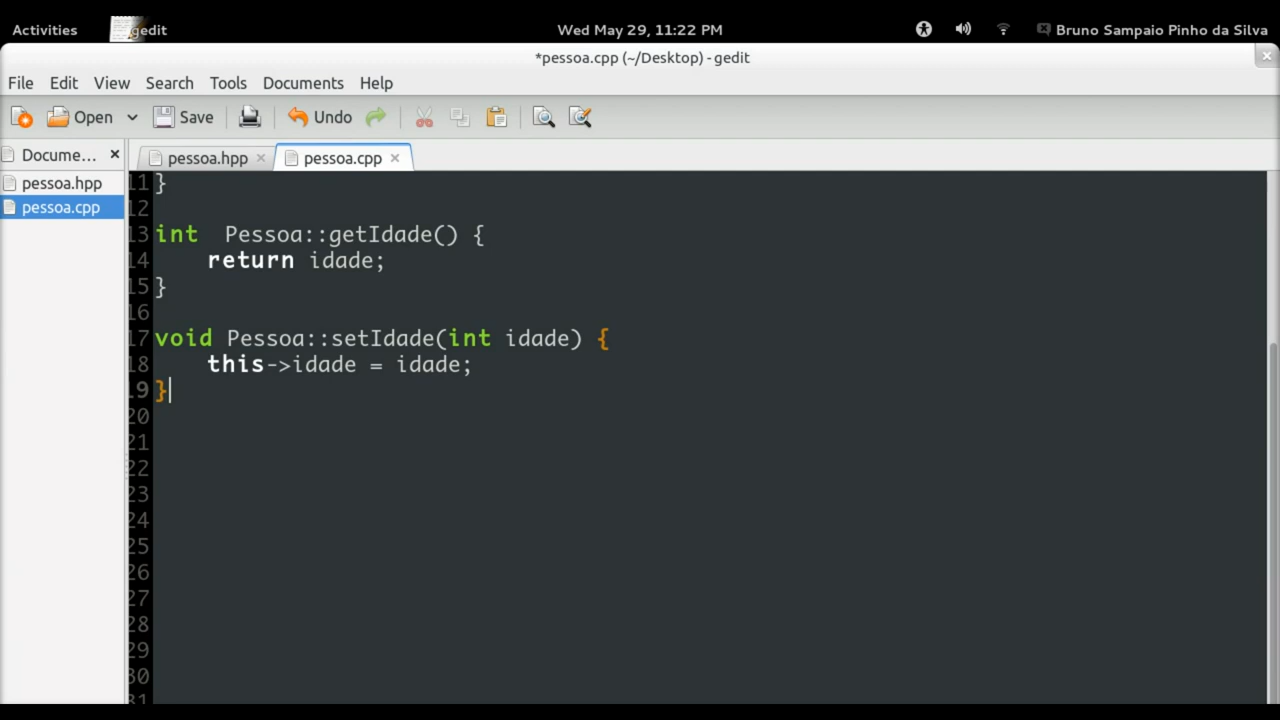 Activities gedit Wed May 29, 11:22 PM Bruno Sampaio Pinho da Silva
*pessoa.cpp (~/Desktop) - gedit
File Edit View Search Tools Documents Help
Open Save Undo
Docume... pessoa.hpp pessoa.cpp
pessoa.hpp
pessoa.cpp
11 }
12
13 int  Pessoa::getIdade() {
14     return idade;
15 }
16
17 void Pessoa::setIdade(int idade) {
18     this->idade = idade;
19 }
20
21
22
23
24
25
26
27
28
29
30
31